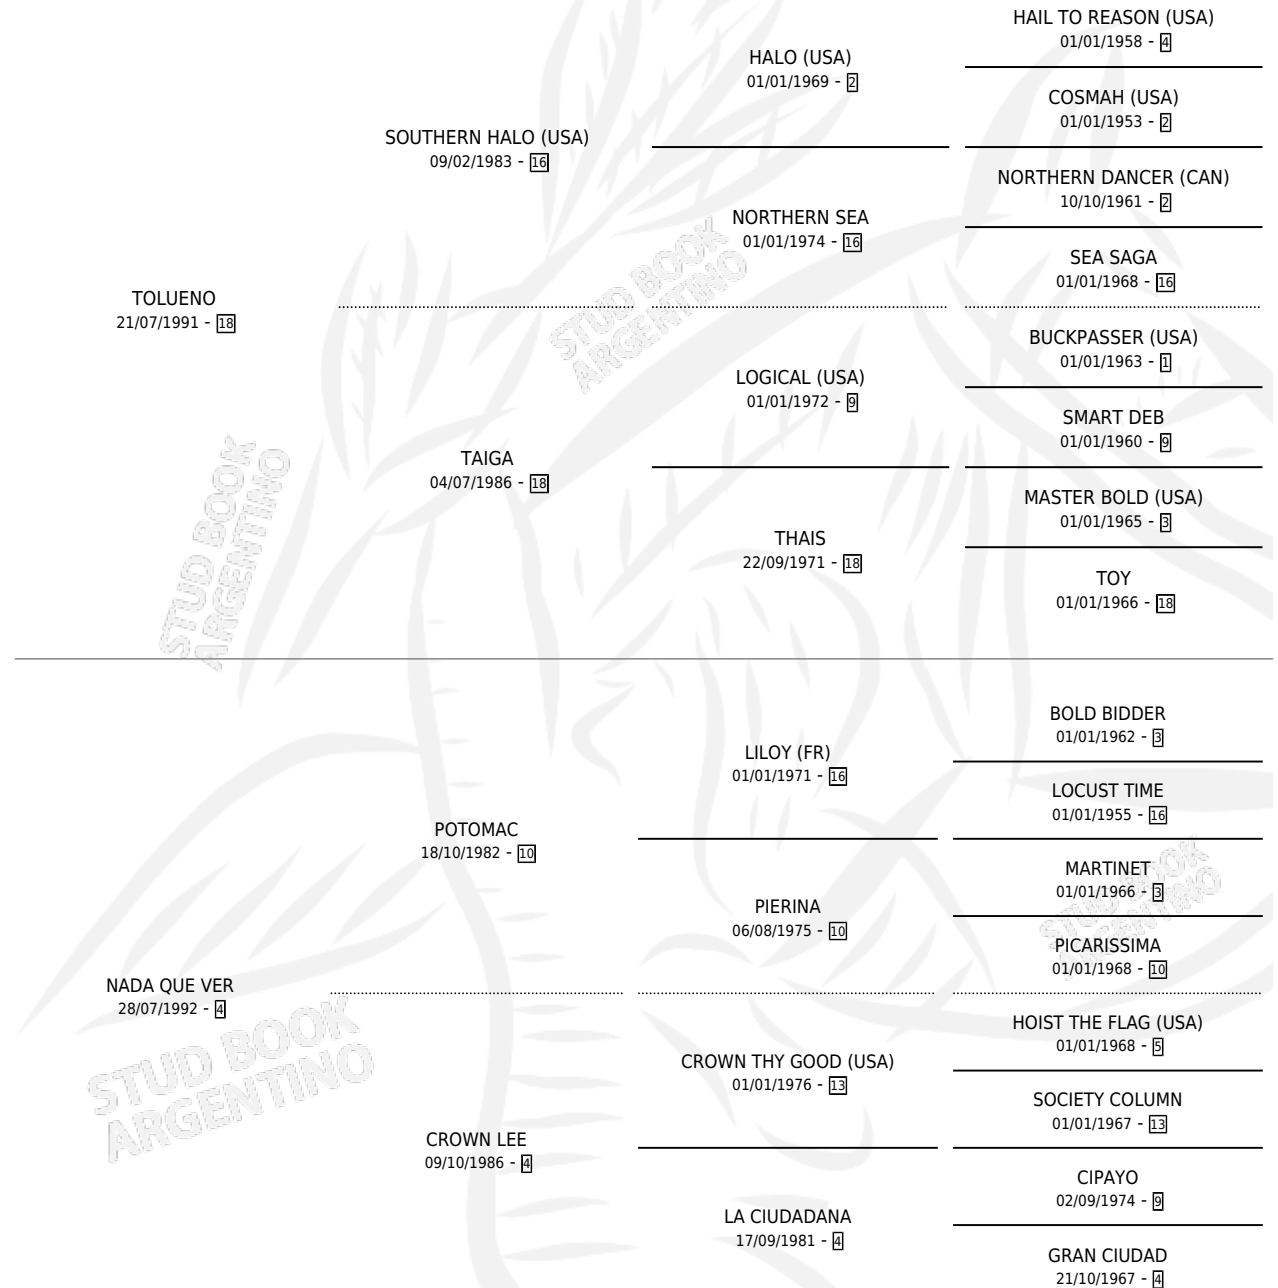 HAIL TO REASON (USA)
01/01/1958 - 4
HALO (USA)
01/01/1969 - 2
COSMAH (USA)
01/01/1953 - 2
SOUTHERN HALO (USA)
09/02/1983 - 16
NORTHERN DANCER (CAN)
10/10/1961 - 2
NORTHERN SEA
01/01/1974 - 16
SEA SAGA
01/01/1968 - 16
STUD BOOK
ARGENTINO
TOLUENO
21/07/1991 - 18
BUCKPASSER (USA)
01/01/1963 - 1
LOGICAL (USA)
01/01/1972 - 9
SMART DEB
01/01/1960 - 9
TAIGA
04/07/1986 - 18
MASTER BOLD (USA)
01/01/1965 - 3
THAIS
22/09/1971 - 18
TOY
01/01/1966 - 18
STUD BOOK
ARGENTINO
BOLD BIDDER
01/01/1962 - 3
LILOY (FR)
01/01/1971 - 16
LOCUST TIME
01/01/1955 - 16
POTOMAC
18/10/1982 - 10
MARTINET
01/01/1966 - 3
PIERINA
06/08/1975 - 10
PICARISSIMA
01/01/1968 - 10
STUD BOOK
ARGENTINO
NADA QUE VER
28/07/1992 - 4
STUD BOOK
ARGENTINO
HOIST THE FLAG (USA)
01/01/1968 - 5
CROWN THY GOOD (USA)
01/01/1976 - 13
SOCIETY COLUMN
01/01/1967 - 13
CROWN LEE
09/10/1986 - 4
CIPAYO
02/09/1974 - 9
LA CIUDADANA
17/09/1981 - 4
GRAN CIUDAD
21/10/1967 - 4